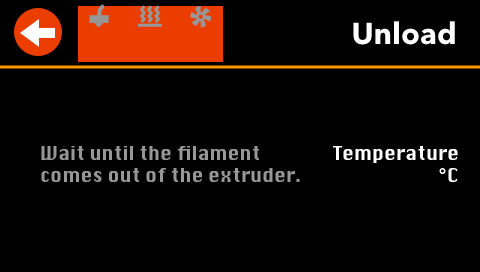 Unload
Wait until the filament
comes out of the extruder.
Temperature
°C